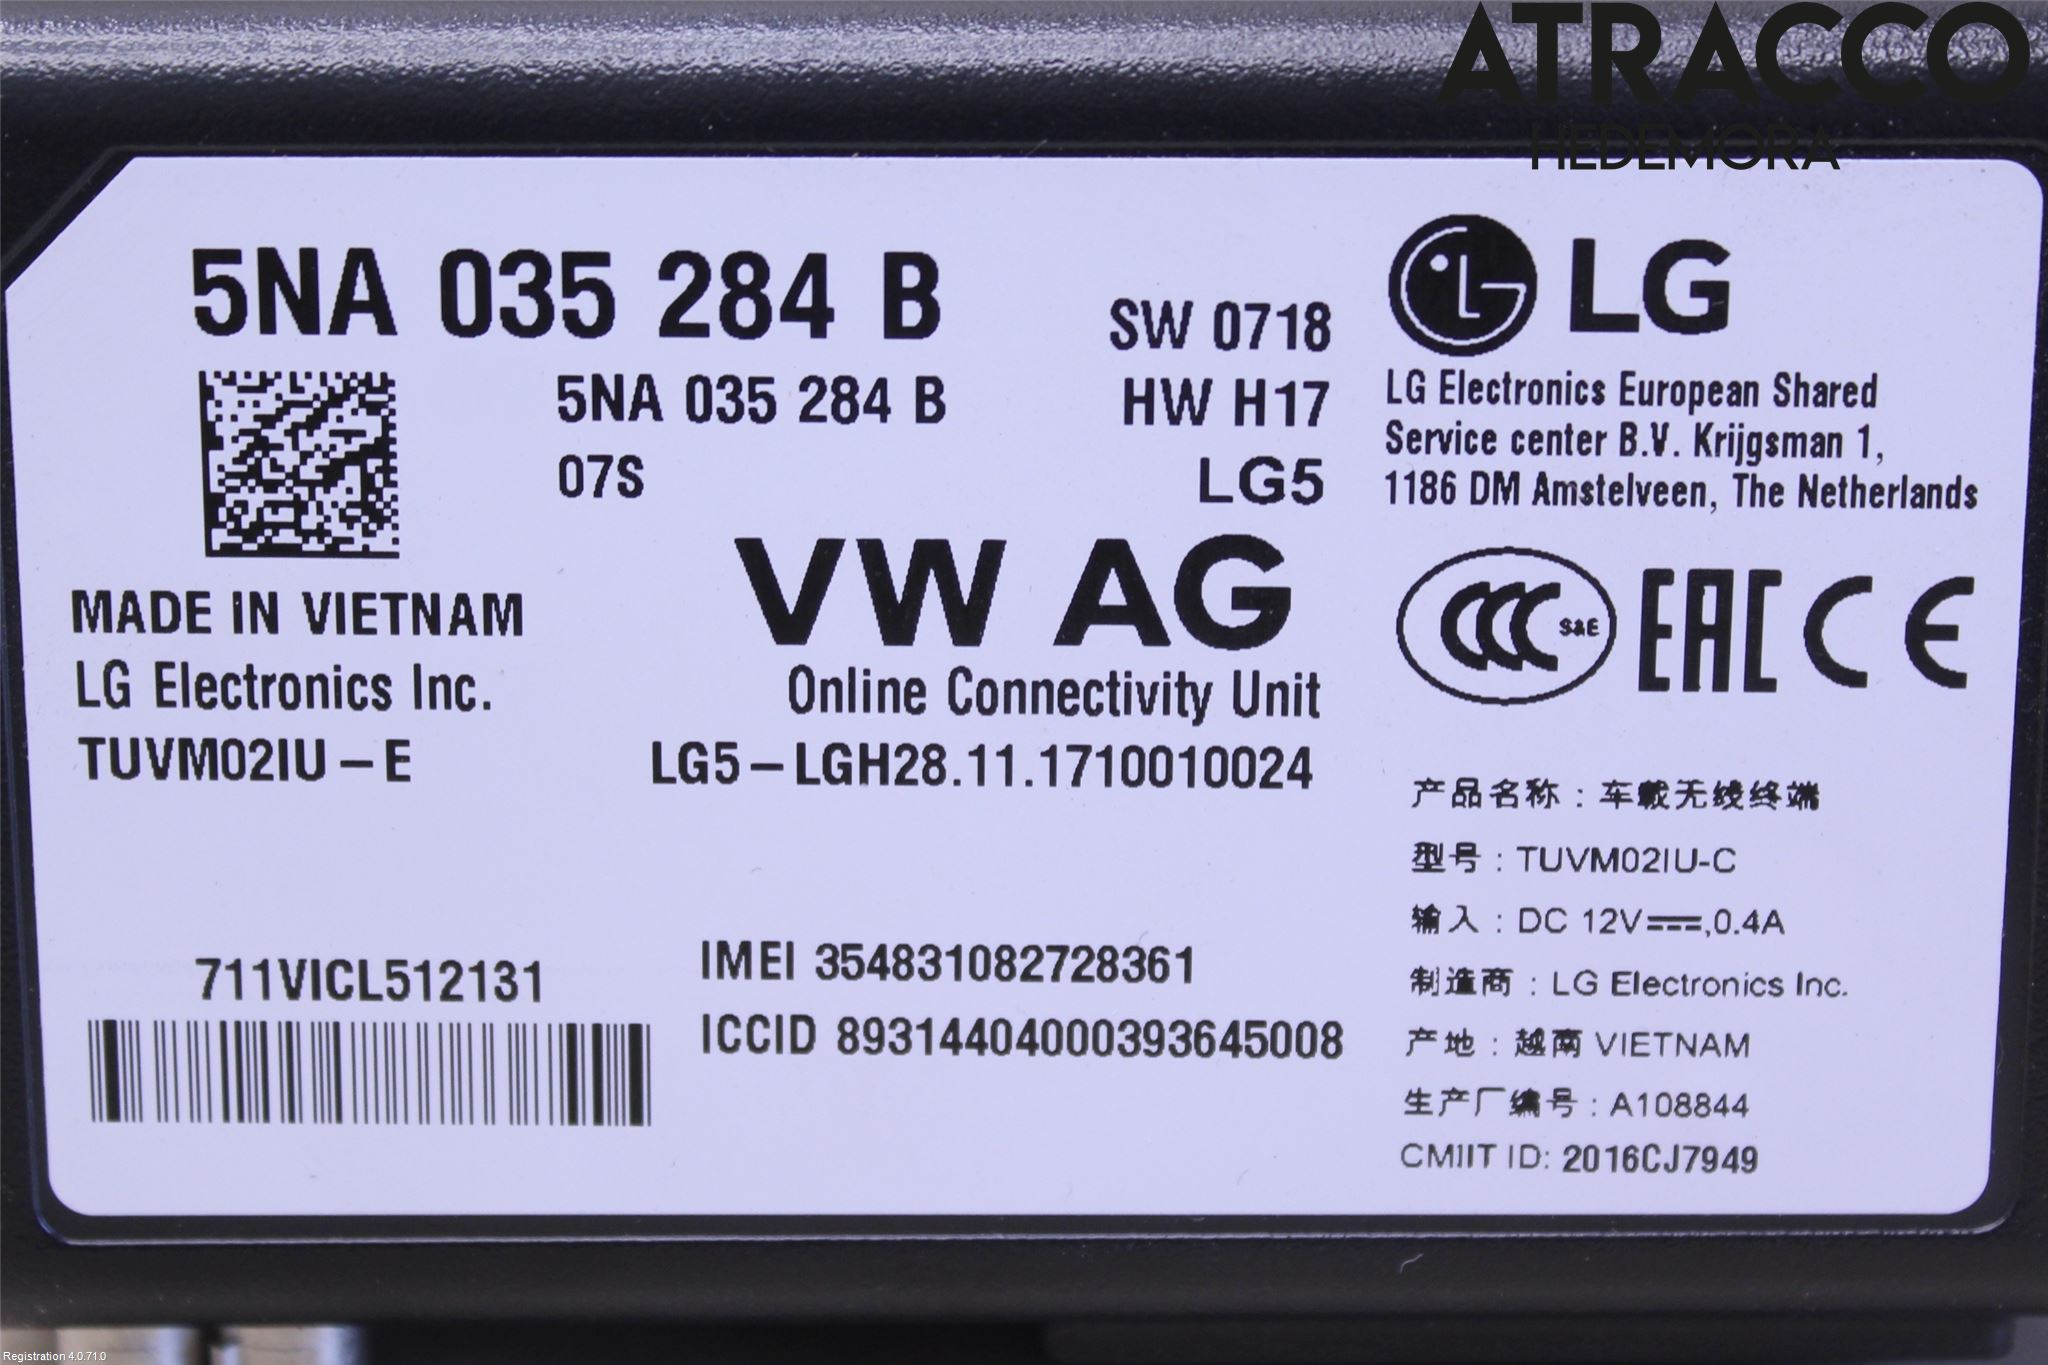 ATRACCO
HEDEMORA
5NA 035 284 B
SW 0718
LG
5NA 035 284 B
HW H17
07S
LG5
LG Electronics European Shared
Service center B.V. Krijgsman 1,
1186 DM Amstelveen, The Netherlands
VW AG
CCC S&E
EAC CE
MADE IN VIETNAM
LG Electronics Inc.
Online Connectivity Unit
TUVM02IU-E
LG5-LGH28.11.1710010024
产品名称：车载无线终端
型号：TUVM02IU-C
输入：DC 12V⎓,0.4A
制造商：LG Electronics Inc.
产地：越南 VIETNAM
生产厂编号：A108844
CMIIT ID: 2016CJ7949
711VICL512131
IMEI 354831082728361
ICCID 89314404000393645008
Registration 4.0.71.0